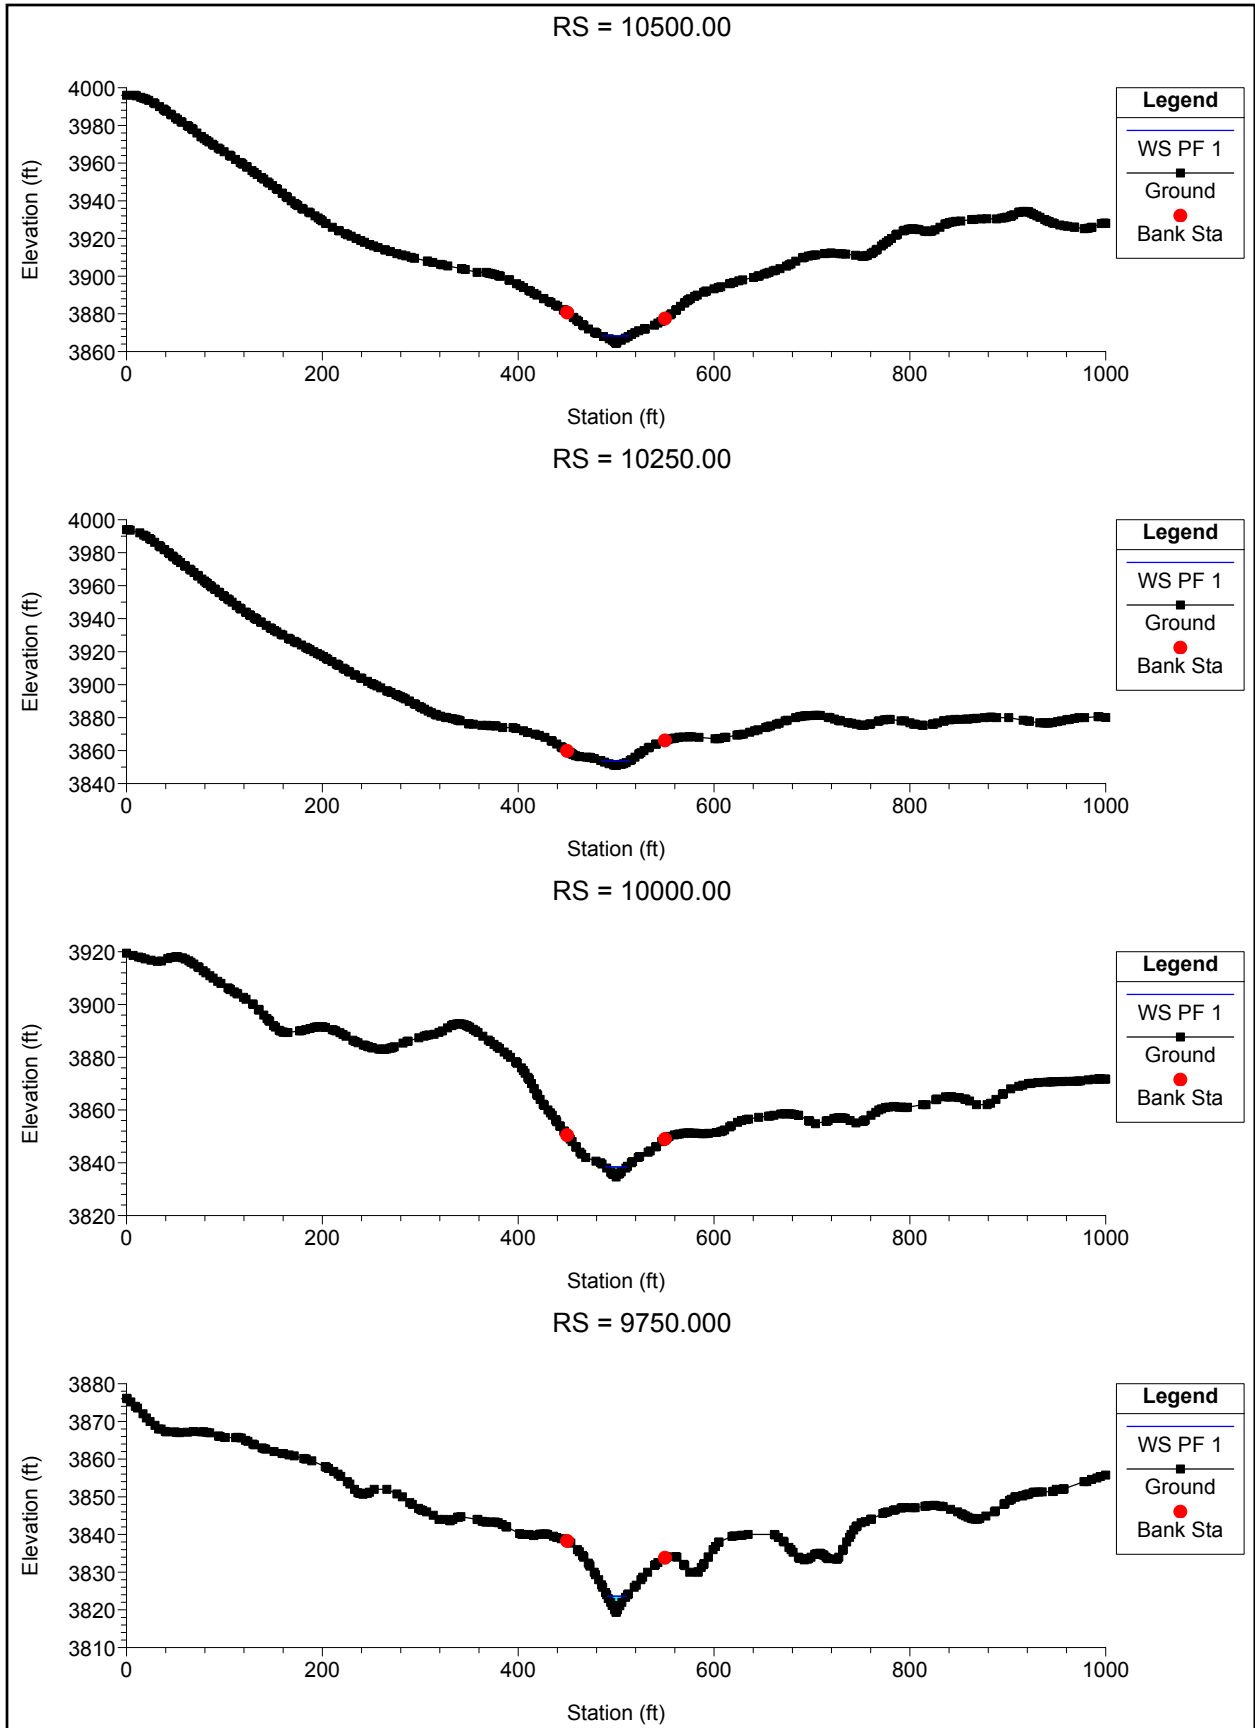 RS = 10500.00
4000
3980
3960
3940
3920
3900
3880
3860
Elevation (ft)
0 200 400 600 800 1000
Station (ft)
Legend
WS PF 1
Ground
Bank Sta
RS = 10250.00
4000
3980
3960
3940
3920
3900
3880
3860
3840
Elevation (ft)
0 200 400 600 800 1000
Station (ft)
Legend
WS PF 1
Ground
Bank Sta
RS = 10000.00
3920
3900
3880
3860
3840
3820
Elevation (ft)
0 200 400 600 800 1000
Station (ft)
Legend
WS PF 1
Ground
Bank Sta
RS = 9750.000
3880
3870
3860
3850
3840
3830
3820
3810
Elevation (ft)
0 200 400 600 800 1000
Station (ft)
Legend
WS PF 1
Ground
Bank Sta